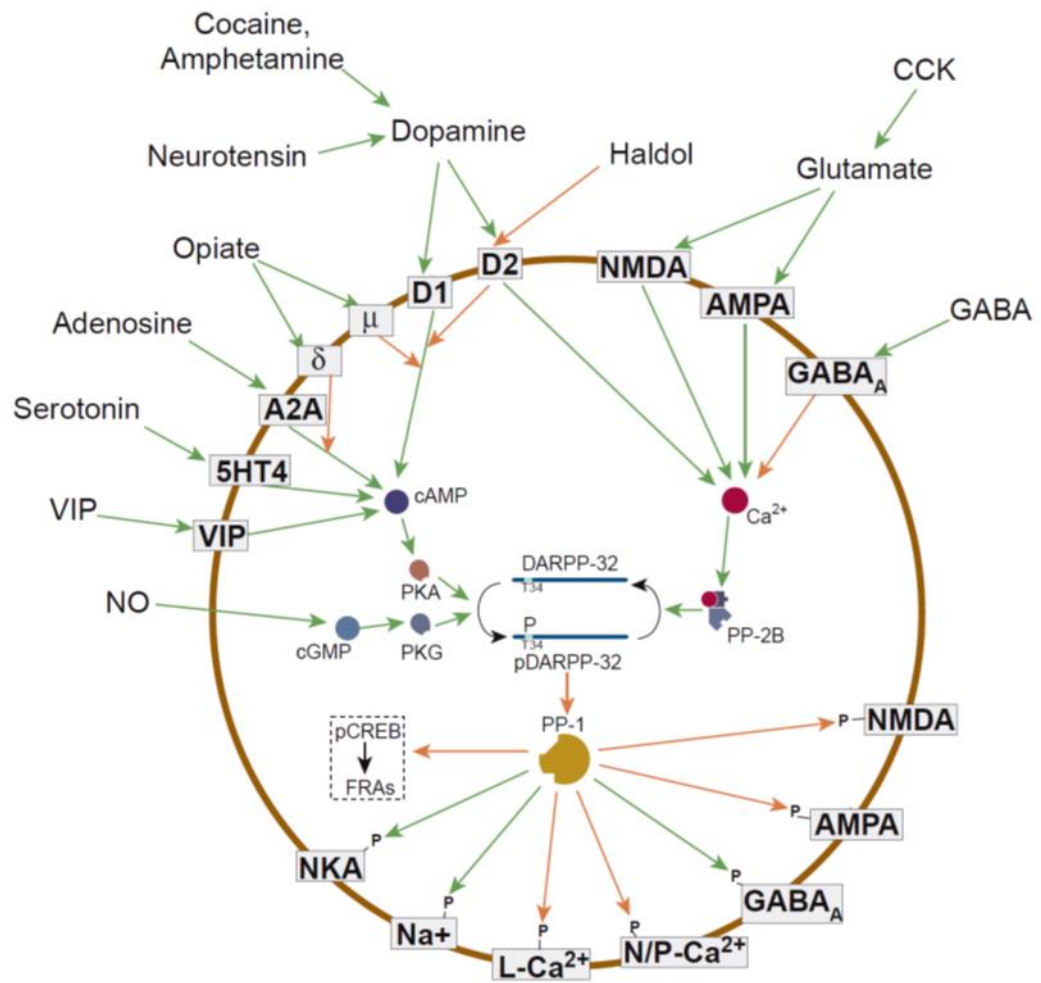 Cocaine,
Amphetamine
CCK
Dopamine
Neurotensin
Haldol
Glutamate
Opiate
D2
NMDA
D1
AMPA
μ
GABA
Adenosine
δ
GABAA
A2A
Serotonin
5HT4
cAMP
VIP
VIP
Ca2+
DARPP-32
T34
PKA
NO
P
T34
cGMP
PKG
PP-2B
pDARPP-32
PP-1
pCREB
FRAs
P
NMDA
P
AMPA
P
NKA
P
GABAA
P
Na+
P
L-Ca2+
P
N/P-Ca2+